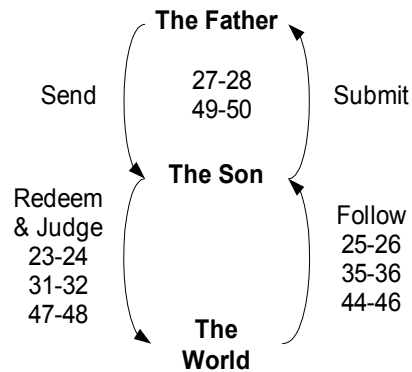 The Father
Send
27-28
49-50
Submit
The Son
Redeem
& Judge
23-24
31-32
47-48
Follow
25-26
35-36
44-46
The
World